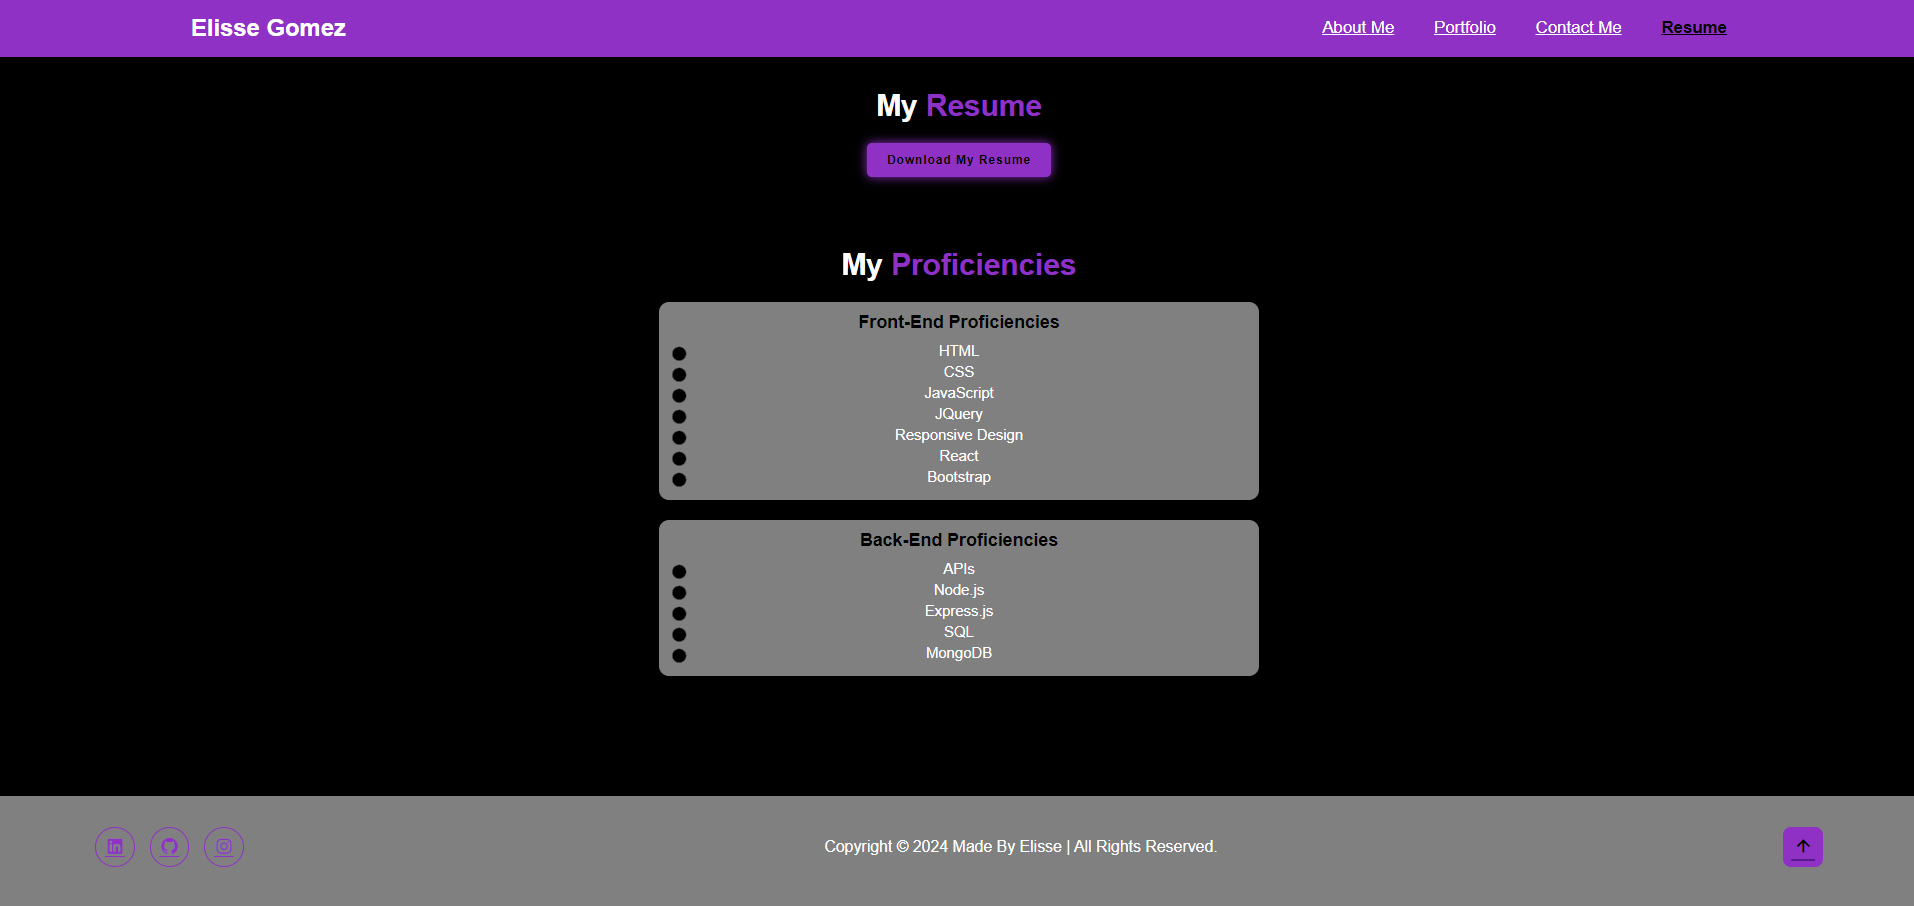 Elisse Gomez
About Me Portfolio Contact Me Resume
My Resume
Download My Resume
My Proficiencies
Front-End Proficiencies
HTML
CSS
JavaScript
JQuery
Responsive Design
React
Bootstrap
Back-End Proficiencies
APIs
Node.js
Express.js
SQL
MongoDB
Copyright © 2024 Made By Elisse | All Rights Reserved.